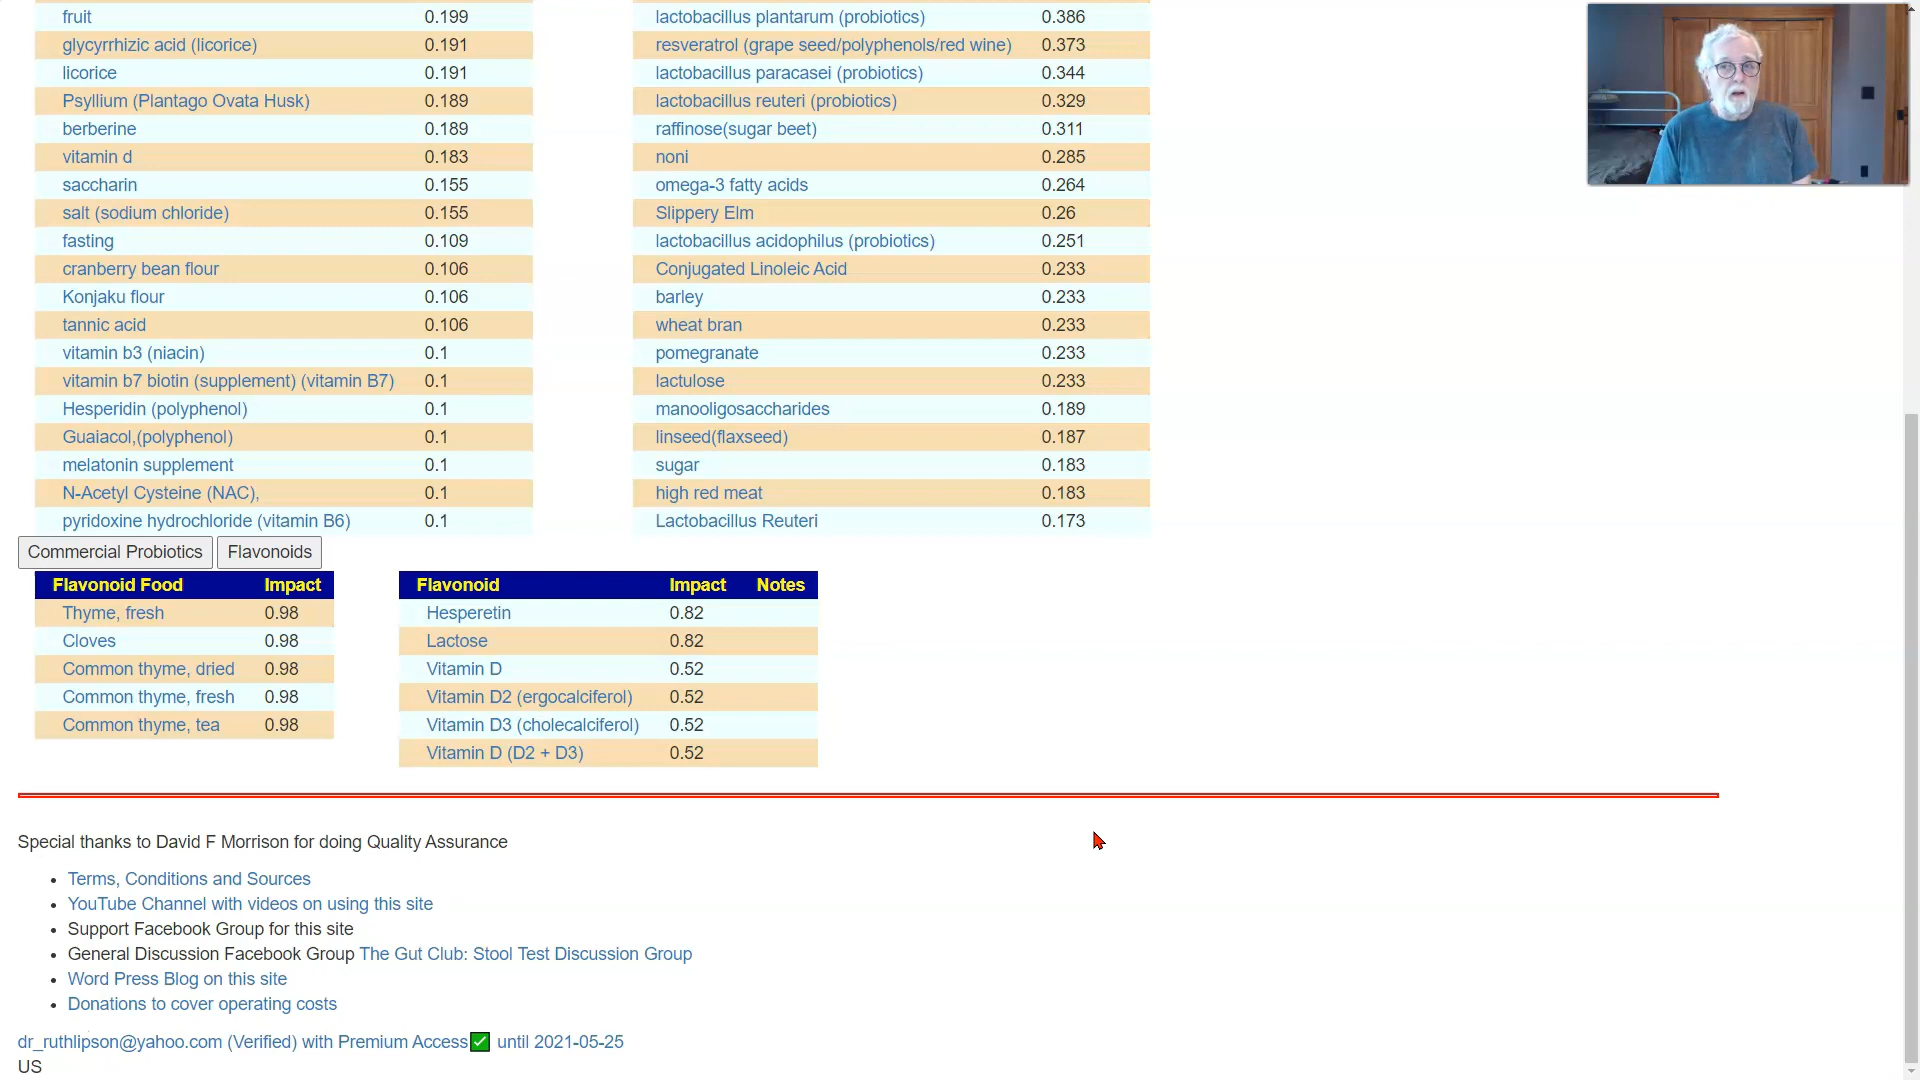 fruit 0.199
glycyrrhizic acid (licorice) 0.191
licorice 0.191
Psyllium (Plantago Ovata Husk) 0.189
berberine 0.189
vitamin d 0.183
saccharin 0.155
salt (sodium chloride) 0.155
fasting 0.109
cranberry bean flour 0.106
Konjaku flour 0.106
tannic acid 0.106
vitamin b3 (niacin) 0.1
vitamin b7 biotin (supplement) (vitamin B7) 0.1
Hesperidin (polyphenol) 0.1
Guaiacol,(polyphenol) 0.1
melatonin supplement 0.1
N-Acetyl Cysteine (NAC), 0.1
pyridoxine hydrochloride (vitamin B6) 0.1
lactobacillus plantarum (probiotics) 0.386
resveratrol (grape seed/polyphenols/red wine) 0.373
lactobacillus paracasei (probiotics) 0.344
lactobacillus reuteri (probiotics) 0.329
raffinose(sugar beet) 0.311
noni 0.285
omega-3 fatty acids 0.264
Slippery Elm 0.26
lactobacillus acidophilus (probiotics) 0.251
Conjugated Linoleic Acid 0.233
barley 0.233
wheat bran 0.233
pomegranate 0.233
lactulose 0.233
manooligosaccharides 0.189
linseed(flaxseed) 0.187
sugar 0.183
high red meat 0.183
Lactobacillus Reuteri 0.173
Commercial Probiotics Flavonoids
Flavonoid Food Impact
Thyme, fresh 0.98
Cloves 0.98
Common thyme, dried 0.98
Common thyme, fresh 0.98
Common thyme, tea 0.98
Flavonoid Impact Notes
Hesperetin 0.82
Lactose 0.82
Vitamin D 0.52
Vitamin D2 (ergocalciferol) 0.52
Vitamin D3 (cholecalciferol) 0.52
Vitamin D (D2 + D3) 0.52
Special thanks to David F Morrison for doing Quality Assurance
• Terms, Conditions and Sources
• YouTube Channel with videos on using this site
• Support Facebook Group for this site
• General Discussion Facebook Group The Gut Club: Stool Test Discussion Group
• Word Press Blog on this site
• Donations to cover operating costs
dr_ruthlipson@yahoo.com (Verified) with Premium Access✅ until 2021-05-25
US